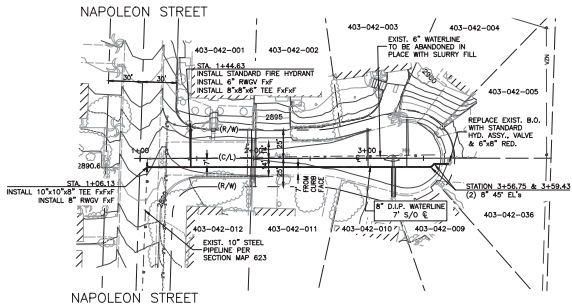 NAPOLEON STREET
403-042-003
403-042-004
403-042-001
403-042-002
EXIST. 6" WATERLINE
TO BE ABANDONED IN
PLACE WITH SLURRY FILL
STA. 1+44.63
INSTALL STANDARD FIRE HYDRANT
INSTALL 6" RWGV FxF
INSTALL 8"x8"x6" TEE FxFxF
30'
30'
2900
403-042-005
2895
REPLACE EXIST. B.O.
WITH STANDARD
HYD. ASSY., VALVE
& 6"x8" RED.
(R/W)
25'
1+00
(C/L)
2+00
3+00
2890.6
7'
25'
STA. 1+06.13
INSTALL 10"x10"x8" TEE FxFxF
INSTALL 8" RWGV FxF
(R/W)
7'
FROM
CURB
FACE
STATION 3+56.75 & 3+59.43
(2) 8" 45° EL's
8" D.I.P. WATERLINE
7' S/O ℄
403-042-036
403-042-012
403-042-011
403-042-010
403-042-009
EXIST. 10" STEEL
PIPELINE PER
SECTION MAP 623
NAPOLEON STREET